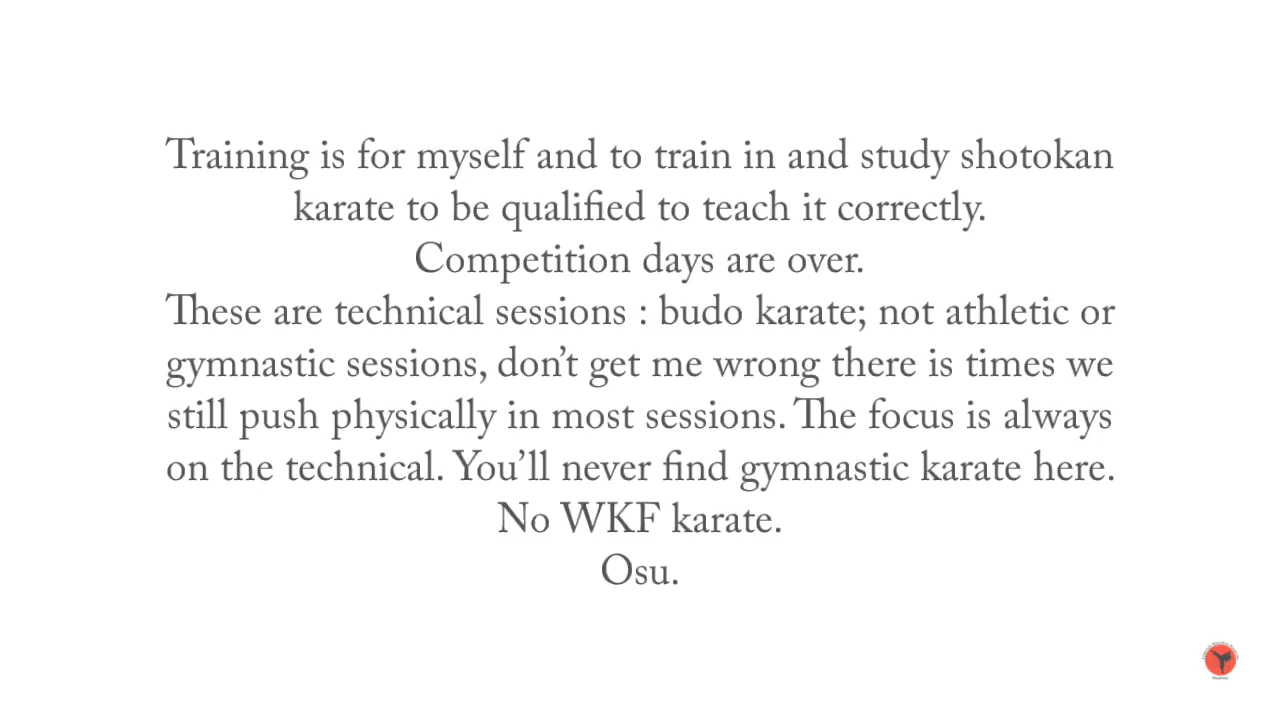 Training is for myself and to train in and study shotokan
karate to be qualified to teach it correctly.
Competition days are over.
These are technical sessions : budo karate; not athletic or
gymnastic sessions, don’t get me wrong there is times we
still push physically in most sessions. The focus is always
on the technical. You’ll never find gymnastic karate here.
No WKF karate.
Osu.